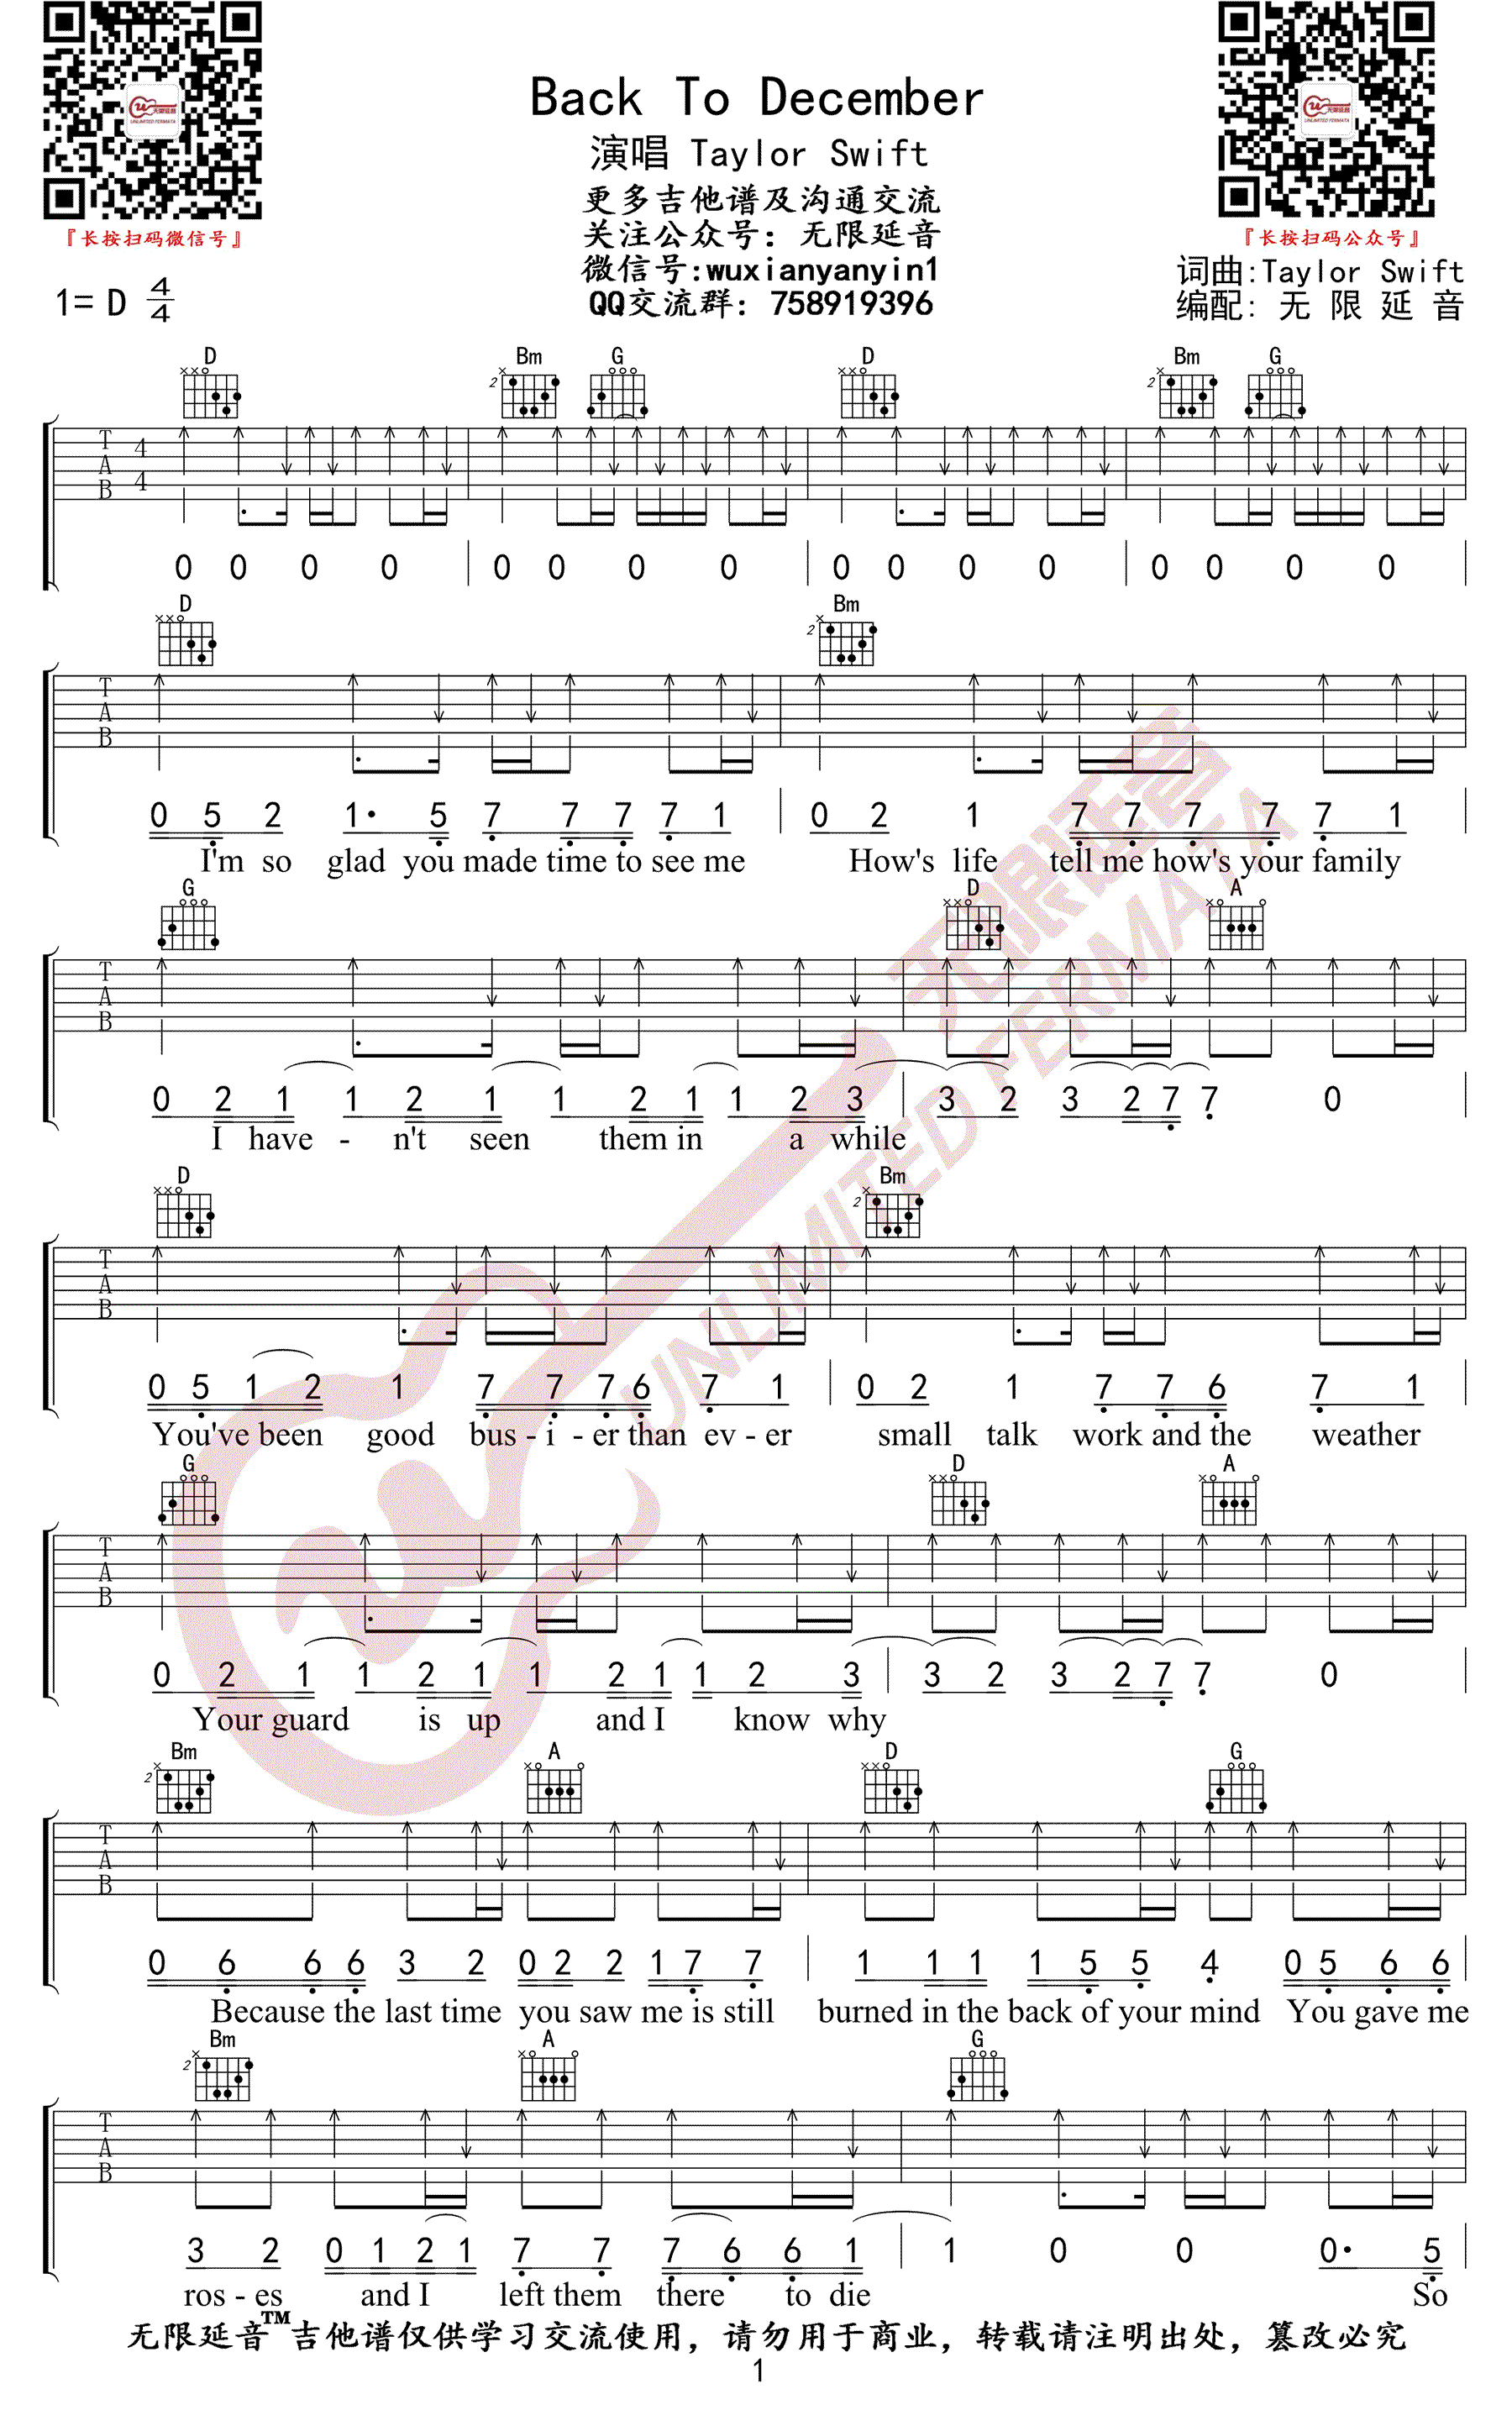 Back To December
演唱 Taylor Swift
更多吉他谱及沟通交流
关注公众号：无限延音
微信号:wuxianyanyin1
QQ交流群：758919396
『长按扫码微信号』
『长按扫码公众号』
词曲:Taylor Swift
编配: 无 限 延 音
1= D 4/4
D Bm G D Bm G
T A B 4 4
0 0 0 0 | 0 0 0 0 | 0 0 0 0 | 0 0 0 0
D Bm
T A B
0 5 2 1· 5 7 7 7 7 1 | 0 2 1 7 7 7 7 7 1
I'm so glad you made time to see me How's life tell me how's your family
G D A
T A B
0 2 1 1 2 1 1 2 1 1 2 3 | 3 2 3 2 7 7 0
I have - n't seen them in a while
D Bm
T A B
0 5 1 2 1 7 7 7 6 7 1 | 0 2 1 7 7 6 7 1
You've been good bus - i - er than ev - er small talk work and the weather
G D A
T A B
0 2 1 1 2 1 1 2 1 1 2 3 | 3 2 3 2 7 7 0
Your guard is up and I know why
Bm A D G
T A B
0 6 6 6 3 2 0 2 2 1 7 7 | 1 1 1 1 5 5 4 0 5 6 6
Because the last time you saw me is still burned in the back of your mind You gave me
Bm A G
T A B
3 2 0 1 2 1 7 7 7 6 6 1 | 1 0 0 0· 5
ros - es and I left them there to die So
无限延音™吉他谱仅供学习交流使用，请勿用于商业，转载请注明出处，篡改必究
1
无限延音
UNLIMITED FERMATA